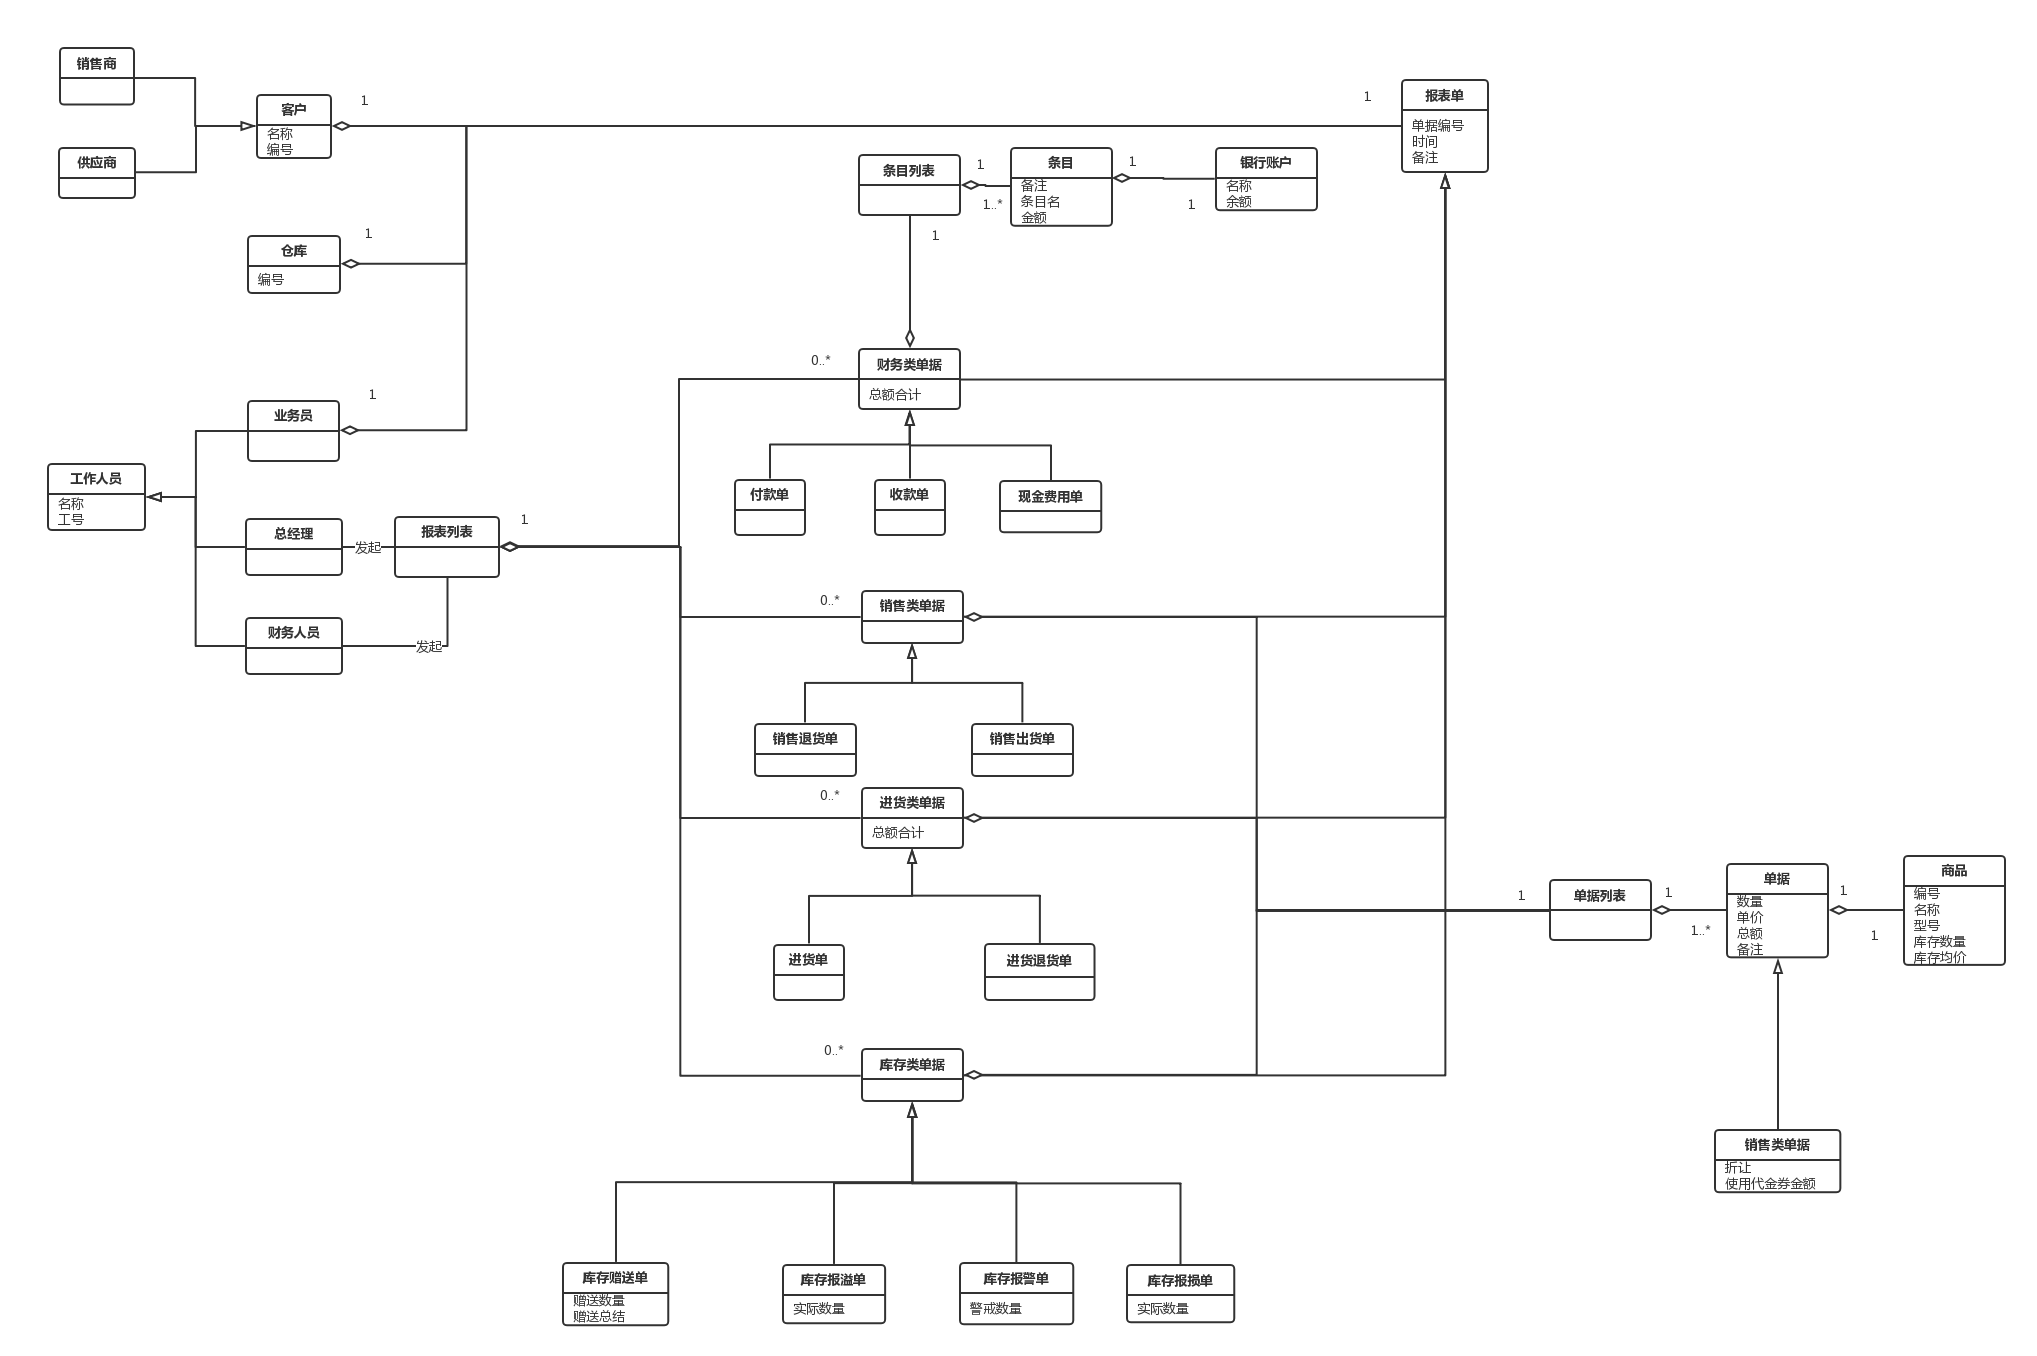 销售商
客户
名称
编号
1
供应商
仓库
编号
1
业务员
1
工作人员
名称
工号
总经理
发起
报表列表
1
财务人员
发起
1
报表单
单据编号
时间
备注
条目列表
1
1..*
条目
备注
条目名
金额
1
1
银行账户
名称
余额
1
0..*
财务类单据
总额合计
付款单
收款单
现金费用单
0..*
销售类单据
销售退货单
销售出货单
0..*
进货类单据
总额合计
进货单
进货退货单
1
单据列表
1
1..*
单据
数量
单价
总额
备注
1
1
商品
编号
名称
型号
库存数量
库存均价
0..*
库存类单据
销售类单据
折让
使用代金券金额
库存赠送单
赠送数量
赠送总结
库存报溢单
实际数量
库存报警单
警戒数量
库存报损单
实际数量